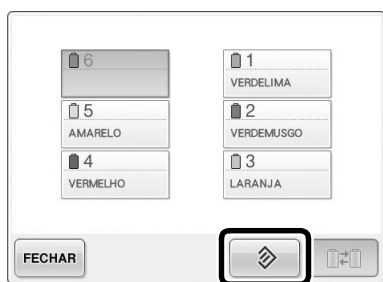 6
1
VERDELIMA
5
AMARELO
2
VERDEMUSGO
4
VERMELHO
3
LARANJA
FECHAR